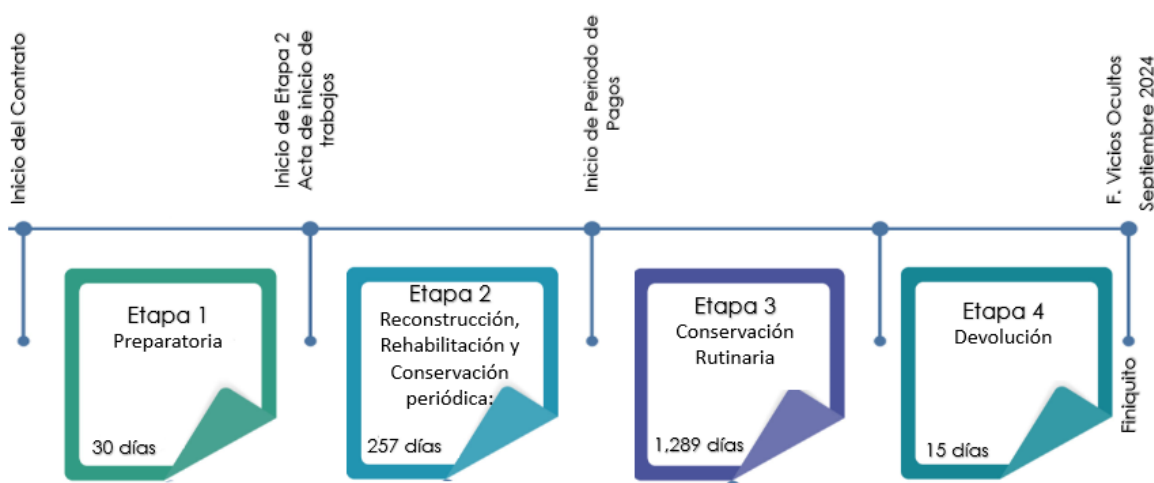 Inicio del Contrato
Inicio de Etapa 2
Acta de inicio de
trabajos
Inicio de Periodo de
Pagos
F. Vicios Ocultos
Septiembre 2024
Etapa 1
Preparatoria
30 días
Etapa 2
Reconstrucción,
Rehabilitación y
Conservación
periódica:
257 días
Etapa 3
Conservación
Rutinaria
1,289 días
Etapa 4
Devolución
15 días
Finiquito